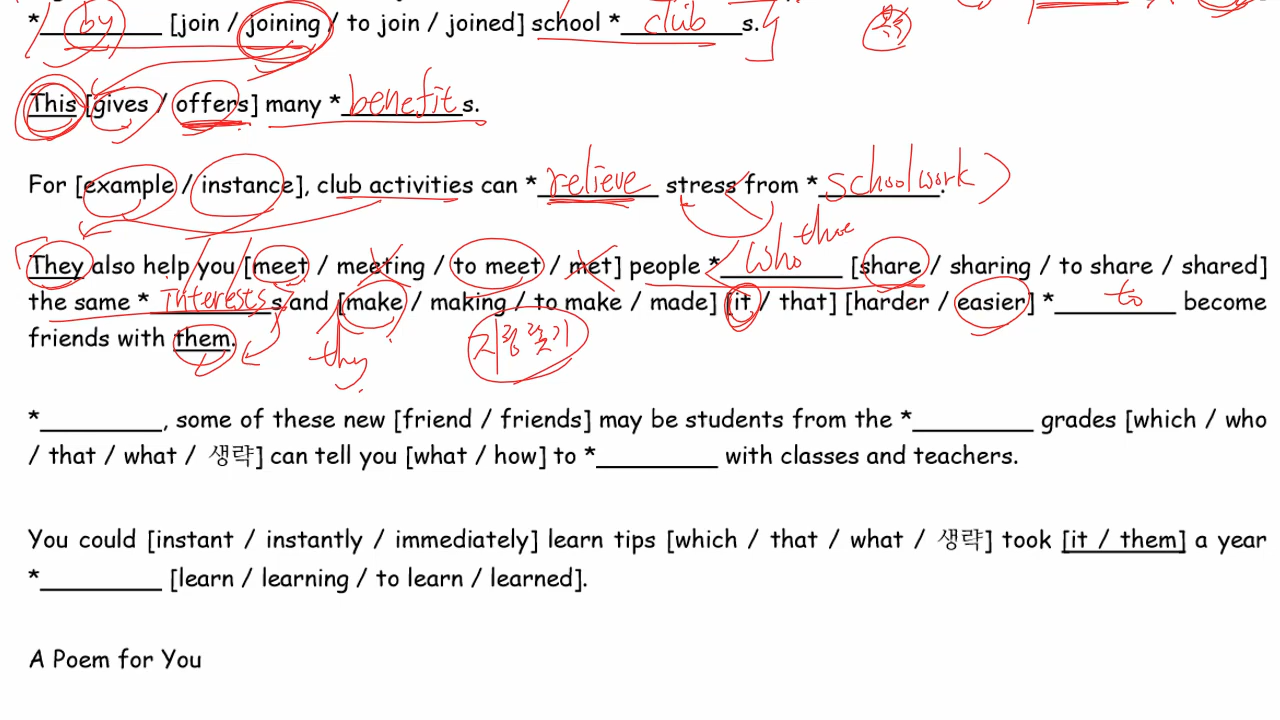 *by [join / joining / to join / joined] school *clubs.
This [gives / offers] many *benefits.
For [example / instance], club activities can *relieve stress from *schoolwork.
They also help you [meet / meeting / to meet / met] people *who [share / sharing / to share / shared]
the same *interestss and [make / making / to make / made] [it / that] [harder / easier] *to become
friends with them.
*________, some of these new [friend / friends] may be students from the *________ grades [which / who
/ that / what / 생략] can tell you [what / how] to *________ with classes and teachers.
You could [instant / instantly / immediately] learn tips [which / that / what / 생략] took [it / them] a year
*________ [learn / learning / to learn / learned].
A Poem for You